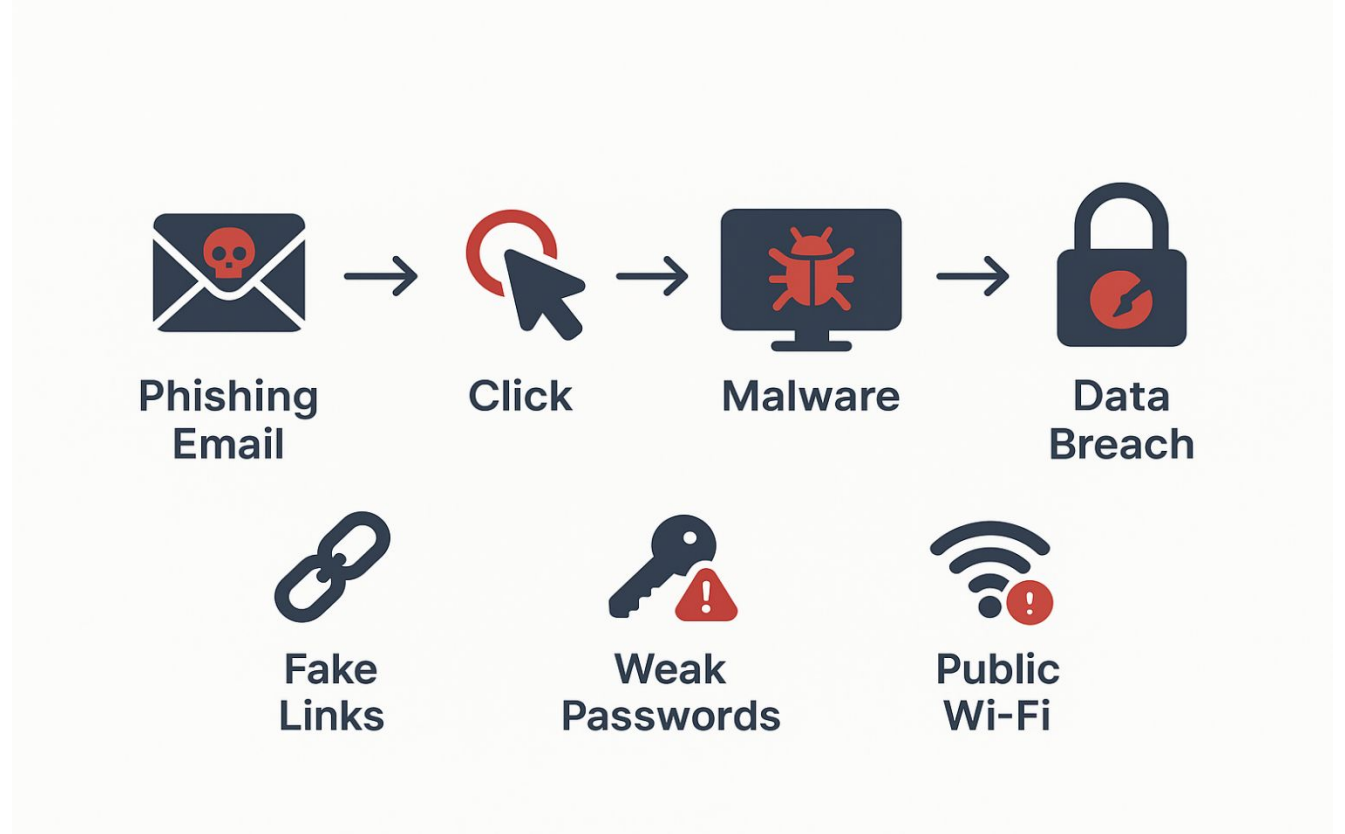 Phishing
Email
Click
Malware
Data
Breach
Fake
Links
Weak
Passwords
Public
Wi-Fi